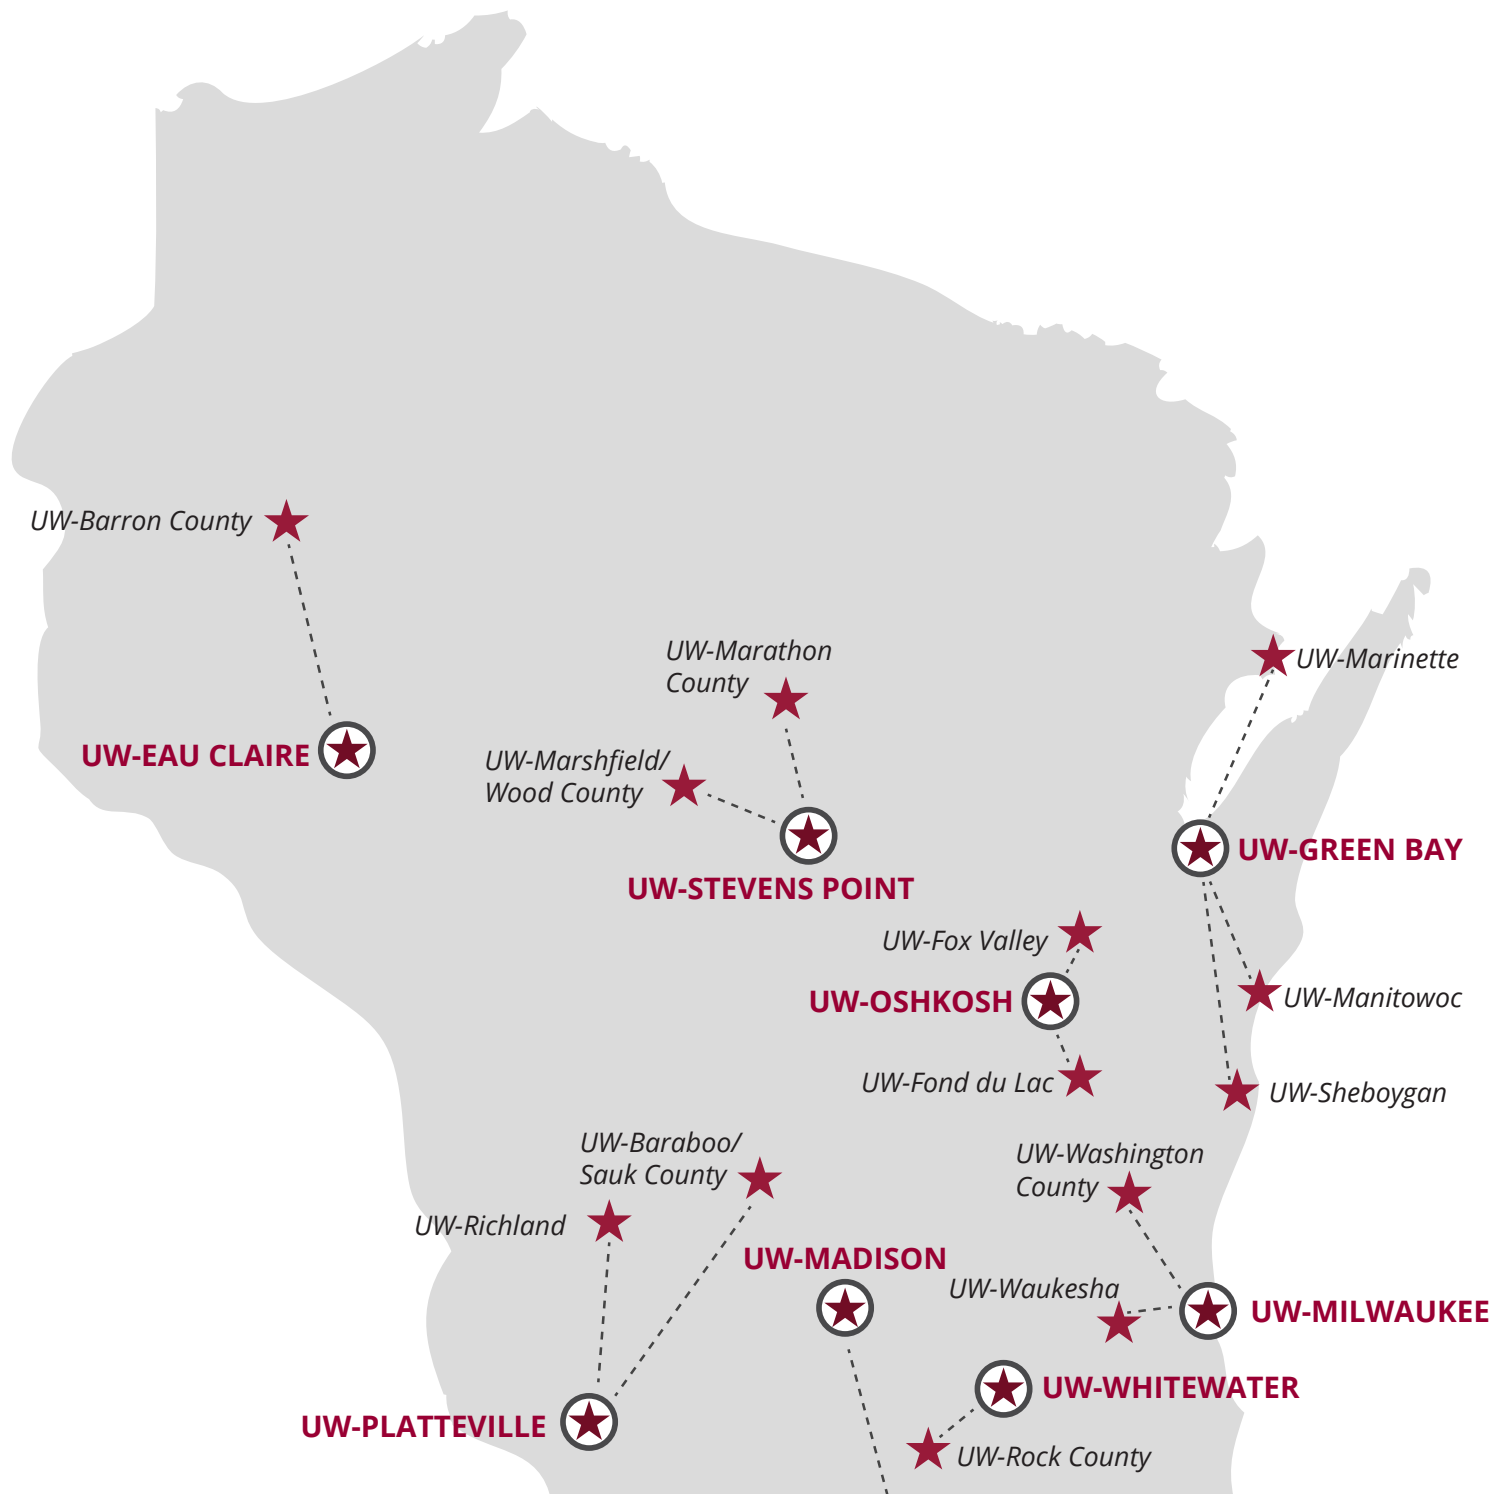 UW-Barron County
UW-Marathon
County
UW-Marinette
UW-EAU CLAIRE
UW-Marshfield/
Wood County
UW-GREEN BAY
UW-STEVENS POINT
UW-Fox Valley
UW-OSHKOSH
UW-Manitowoc
UW-Fond du Lac
UW-Sheboygan
UW-Baraboo/
Sauk County
UW-Washington
County
UW-Richland
UW-MADISON
UW-Waukesha
UW-MILWAUKEE
UW-WHITEWATER
UW-PLATTEVILLE
UW-Rock County